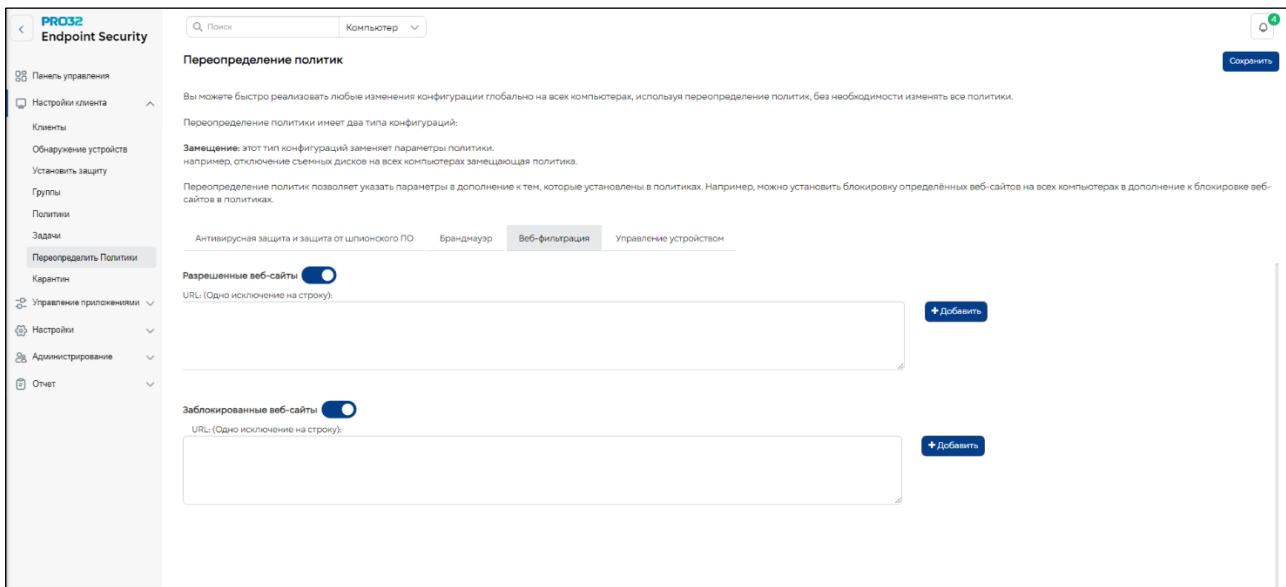 PRO32
Endpoint Security
Поиск
Компьютер
4
Переопределение политик
Сохранить
Панель управления
Настройки клиента
Клиенты
Обнаружение устройств
Установить защиту
Группы
Политики
Задачи
Переопределить Политики
Карантин
Управление приложениями
Настройки
Администрирование
Отчет
Вы можете быстро реализовать любые изменения конфигурации глобально на всех компьютерах, используя переопределение политик, без необходимости изменять все политики.
Переопределение политики имеет два типа конфигураций:
Замещение: этот тип конфигураций заменяет параметры политики.
например, отключение съемных дисков на всех компьютерах замещающая политика.
Переопределение политик позволяет указать параметры в дополнение к тем, которые установлены в политиках. Например, можно установить блокировку определённых веб-сайтов на всех компьютерах в дополнение к блокировке веб-
сайтов в политиках.
Антивирусная защита и защита от шпионского ПО
Брандмауэр
Веб-фильтрация
Управление устройством
Разрешенные веб-сайты
URL: (Одно исключение на строку):
+ Добавить
Заблокированные веб-сайты
URL: (Одно исключение на строку):
+ Добавить